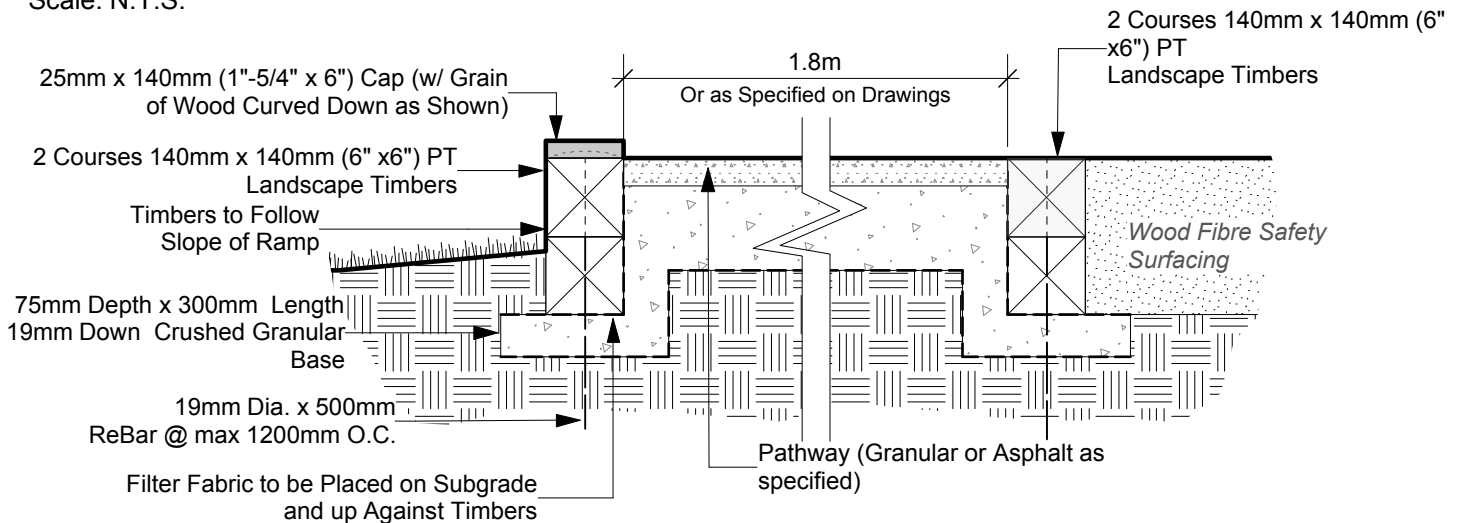 Scale: N.T.S.
2 Courses 140mm x 140mm (6"
x6") PT
Landscape Timbers
25mm x 140mm (1"-5/4" x 6") Cap (w/ Grain
of Wood Curved Down as Shown)
1.8m
Or as Specified on Drawings
2 Courses 140mm x 140mm (6" x6") PT
Landscape Timbers
Timbers to Follow
Slope of Ramp
Wood Fibre Safety
Surfacing
75mm Depth x 300mm Length
19mm Down Crushed Granular
Base
19mm Dia. x 500mm
ReBar @ max 1200mm O.C.
Pathway (Granular or Asphalt as
specified)
Filter Fabric to be Placed on Subgrade
and up Against Timbers